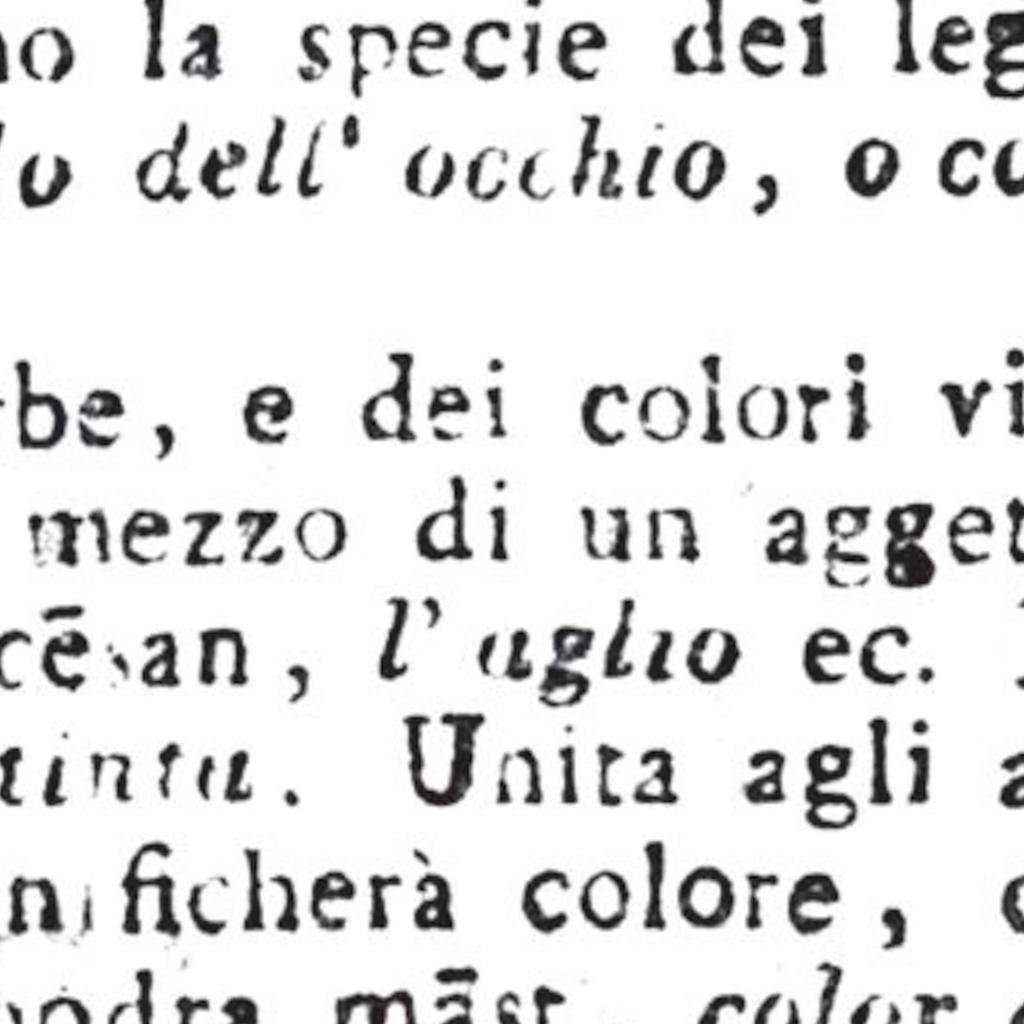 no la specie dei leg
lo dell' occhio, o co
rbe, e dei colori vi
mezzo di un agget
cēsan, l'aglio ec.
tinta. Unita agli a
nificherà colore, c
māst. color